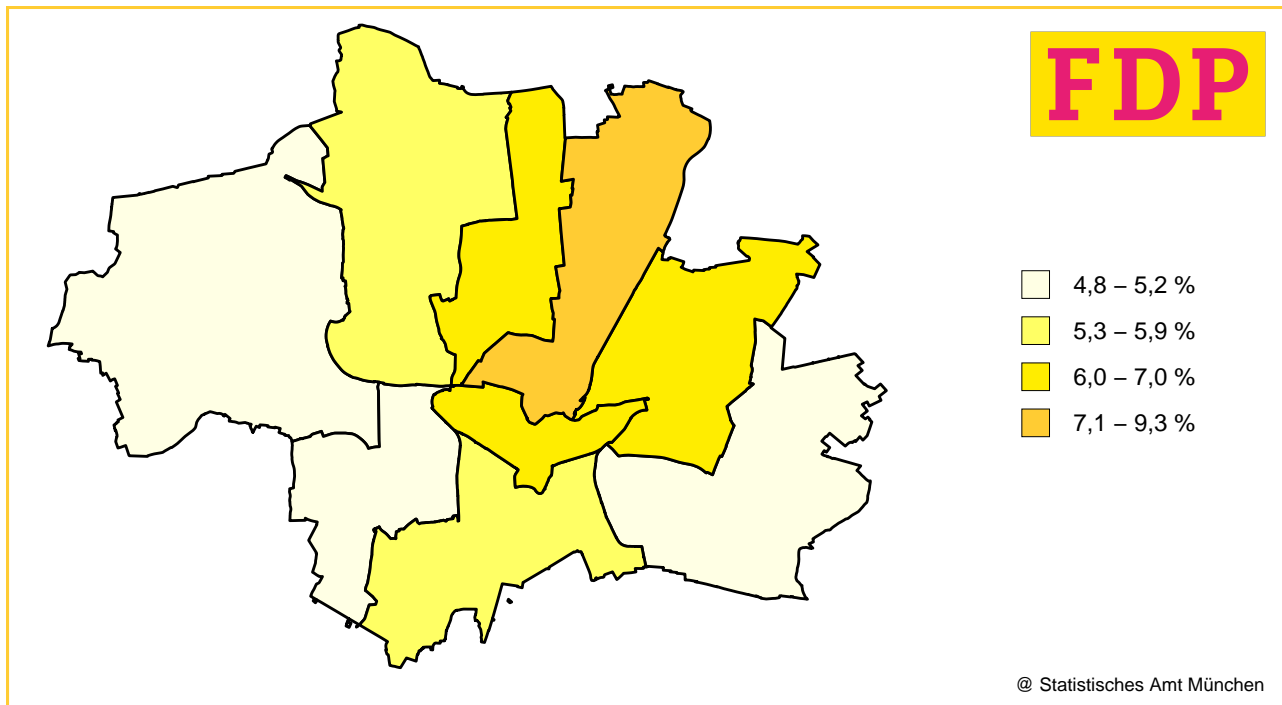 FDP
4,8 – 5,2 %
5,3 – 5,9 %
6,0 – 7,0 %
7,1 – 9,3 %
@ Statistisches Amt München